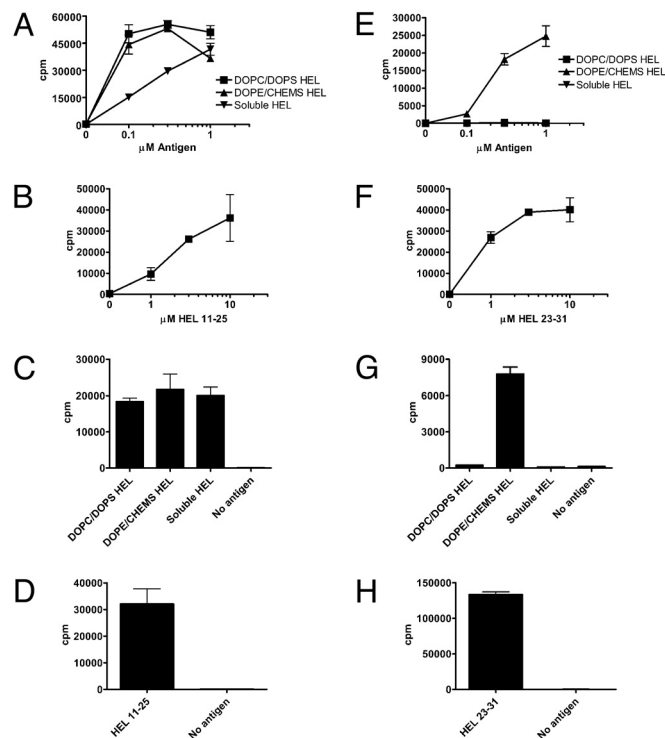 A
cpm
60000
45000
30000
15000
0
0 0.1 1
μM Antigen
DOPC/DOPS HEL
DOPE/CHEMS HEL
Soluble HEL
B
cpm
50000
40000
30000
20000
10000
0
0 1 10
μM HEL 11-25
C
cpm
30000
20000
10000
0
DOPC/DOPS HEL
DOPE/CHEMS HEL
Soluble HEL
No antigen
D
cpm
40000
30000
20000
10000
0
HEL 11-25
No antigen
E
cpm
30000
25000
20000
15000
10000
5000
0
0 0.1 1
μM Antigen
DOPC/DOPS HEL
DOPE/CHEMS HEL
Soluble HEL
F
cpm
50000
40000
30000
20000
10000
0
0 1 10
μM HEL 23-31
G
cpm
9000
6000
3000
0
DOPC/DOPS HEL
DOPE/CHEMS HEL
Soluble HEL
No antigen
H
cpm
150000
100000
50000
0
HEL 23-31
No antigen